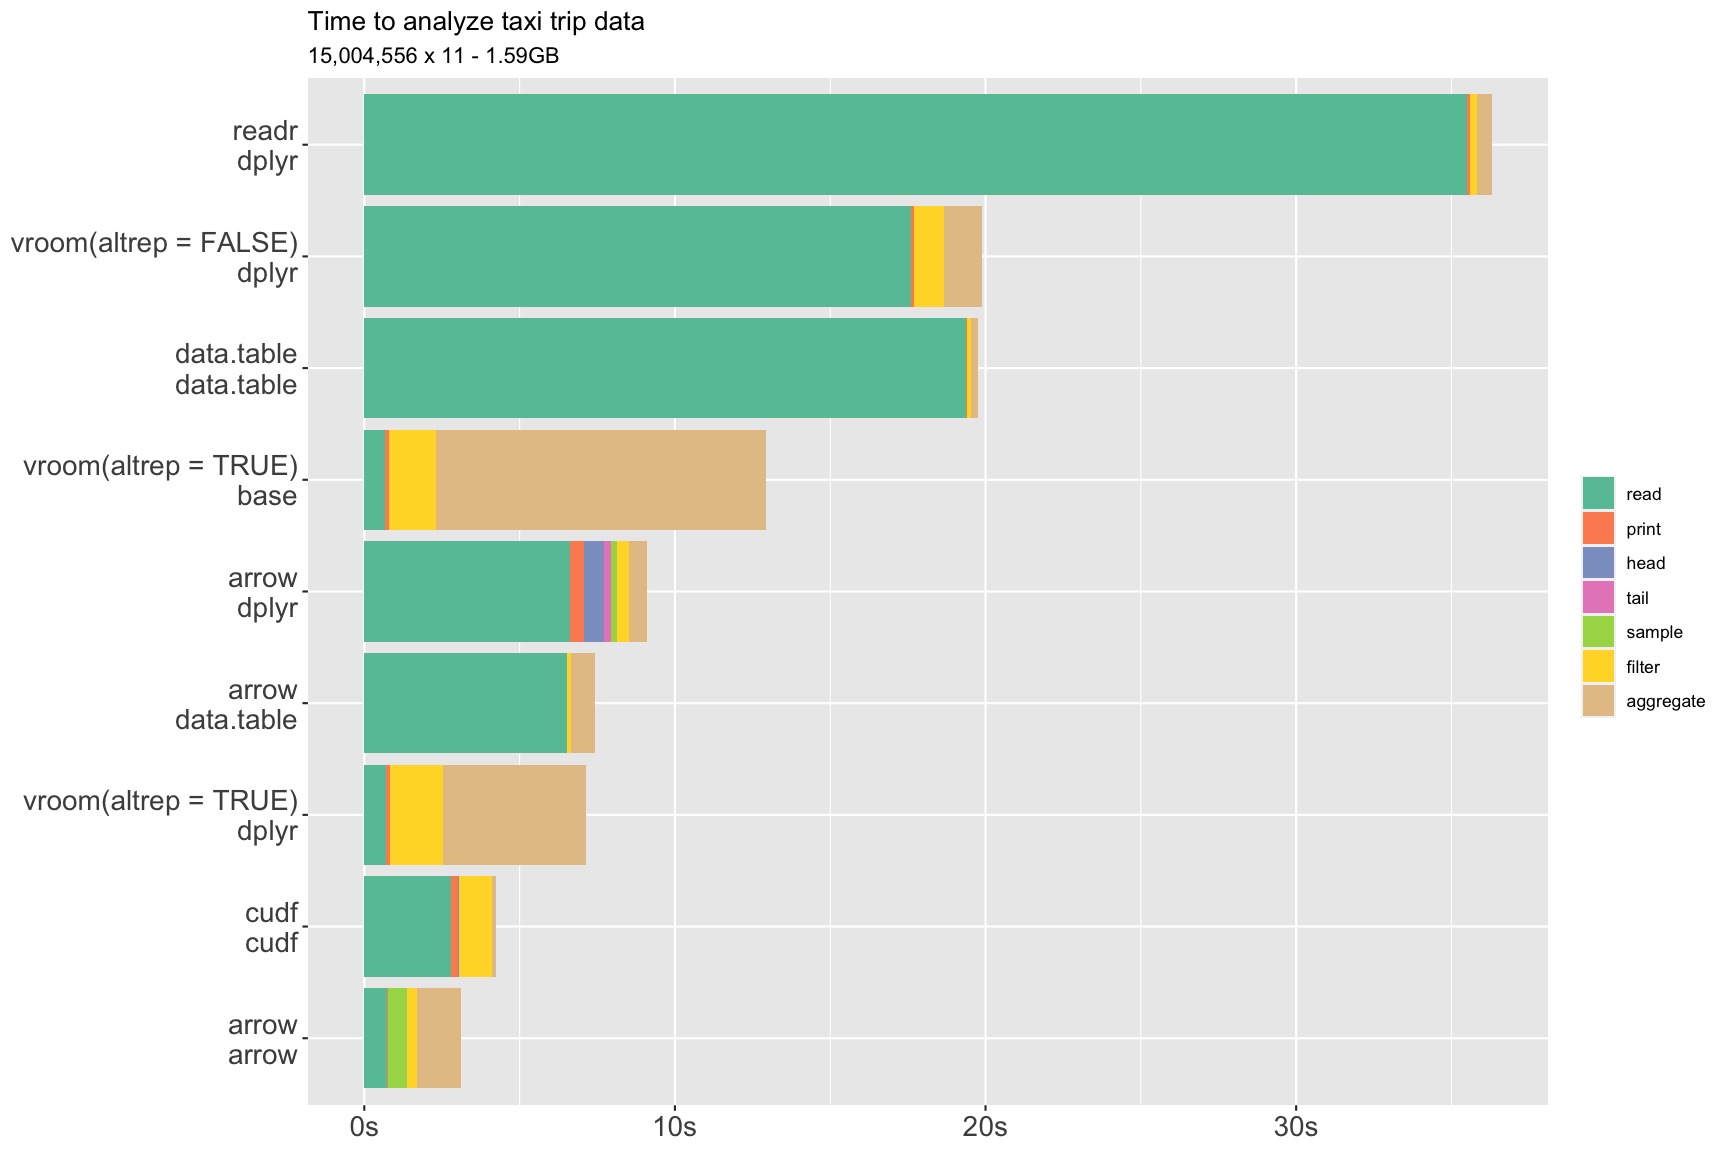 Time to analyze taxi trip data
15,004,556 x 11 - 1.59GB
readr
dplyr
vroom(altrep = FALSE)
dplyr
data.table
data.table
vroom(altrep = TRUE)
base
arrow
dplyr
arrow
data.table
vroom(altrep = TRUE)
dplyr
cudf
cudf
arrow
arrow
0s
10s
20s
30s
read
print
head
tail
sample
filter
aggregate